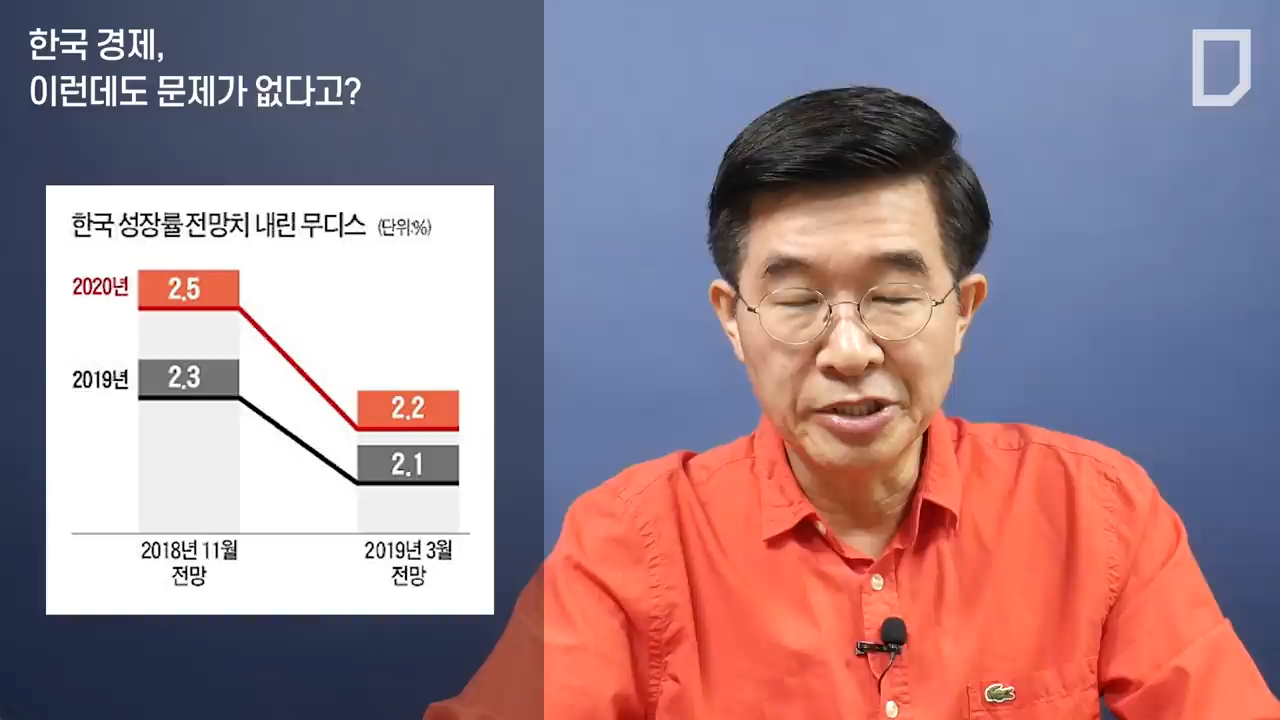 한국 경제,
이런데도 문제가 없다고?
한국 성장률 전망치 내린 무디스 (단위:%)
2020년 2.5
2019년 2.3
2.2
2.1
2018년 11월 2019년 3월
전망 전망